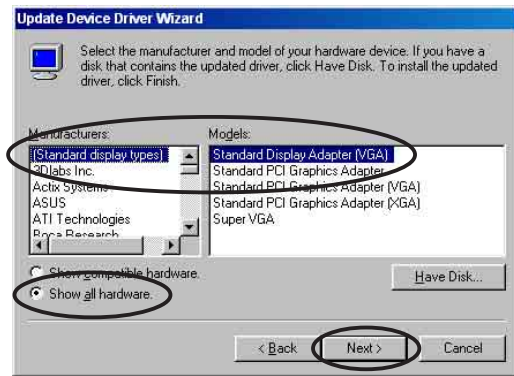 Update Device Driver Wizard
Select the manufacturer and model of your hardware device. If you have a
disk that contains the updated driver, click Have Disk. To install the updated
driver, click Finish.
Manufacturers:
(Standard display types)
3Dlabs Inc.
Actix Systems
ASUS
ATI Technologies
Boca Research
Models:
Standard Display Adapter (VGA)
Standard PCI Graphics Adapter
Standard PCI Graphics Adapter (VGA)
Standard PCI Graphics Adapter (XGA)
Super VGA
Show compatible hardware.
Show all hardware.
Have Disk...
< Back
Next >
Cancel